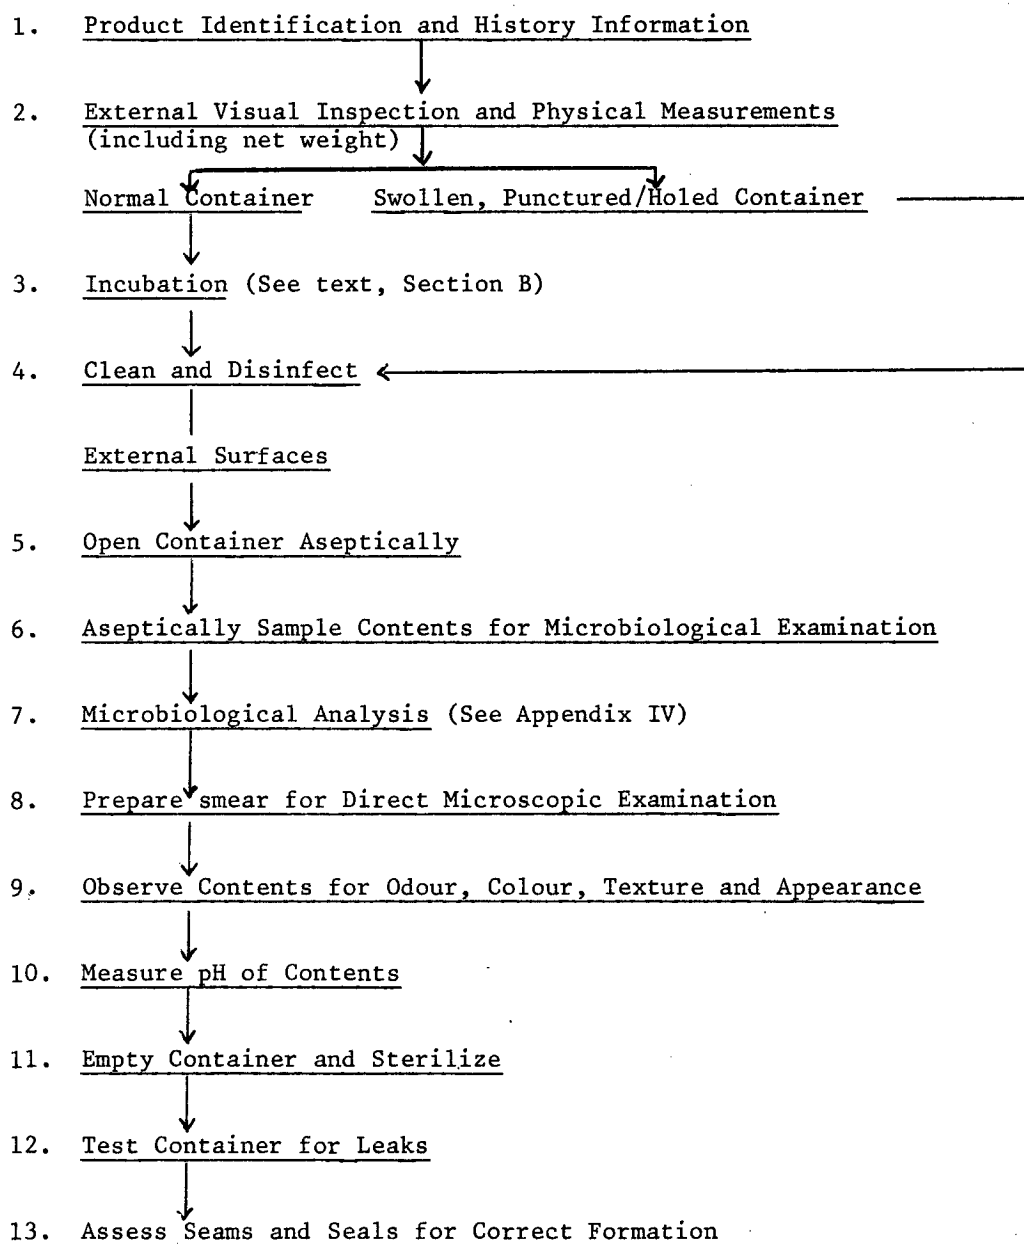 1. Product Identification and History Information
2. External Visual Inspection and Physical Measurements
(including net weight)
Normal Container Swollen, Punctured/Holed Container
3. Incubation (See text, Section B)
4. Clean and Disinfect
External Surfaces
5. Open Container Aseptically
6. Aseptically Sample Contents for Microbiological Examination
7. Microbiological Analysis (See Appendix IV)
8. Prepare smear for Direct Microscopic Examination
9. Observe Contents for Odour, Colour, Texture and Appearance
10. Measure pH of Contents
11. Empty Container and Sterilize
12. Test Container for Leaks
13. Assess Seams and Seals for Correct Formation